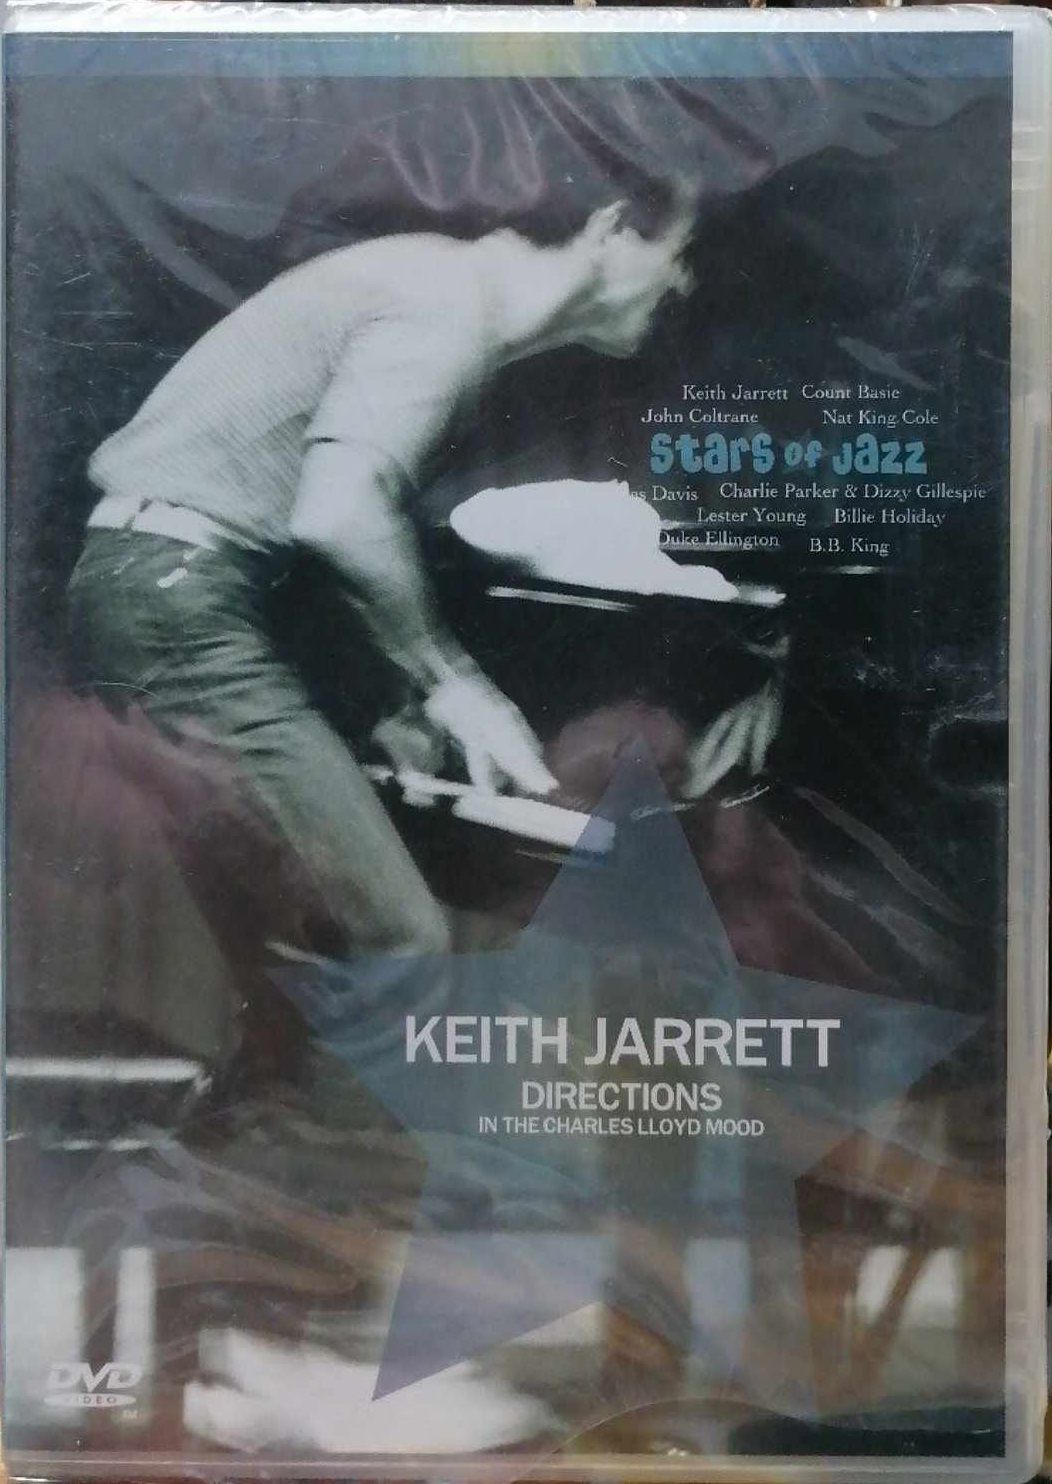 Keith Jarrett Count Basie
John Coltrane Nat King Cole
Stars of Jazz
Davis Charlie Parker & Dizzy Gillespie
Lester Young Billie Holiday
Duke Ellington B.B. King
KEITH JARRETT
DIRECTIONS
IN THE CHARLES LLOYD MOOD
DVD
VIDEO